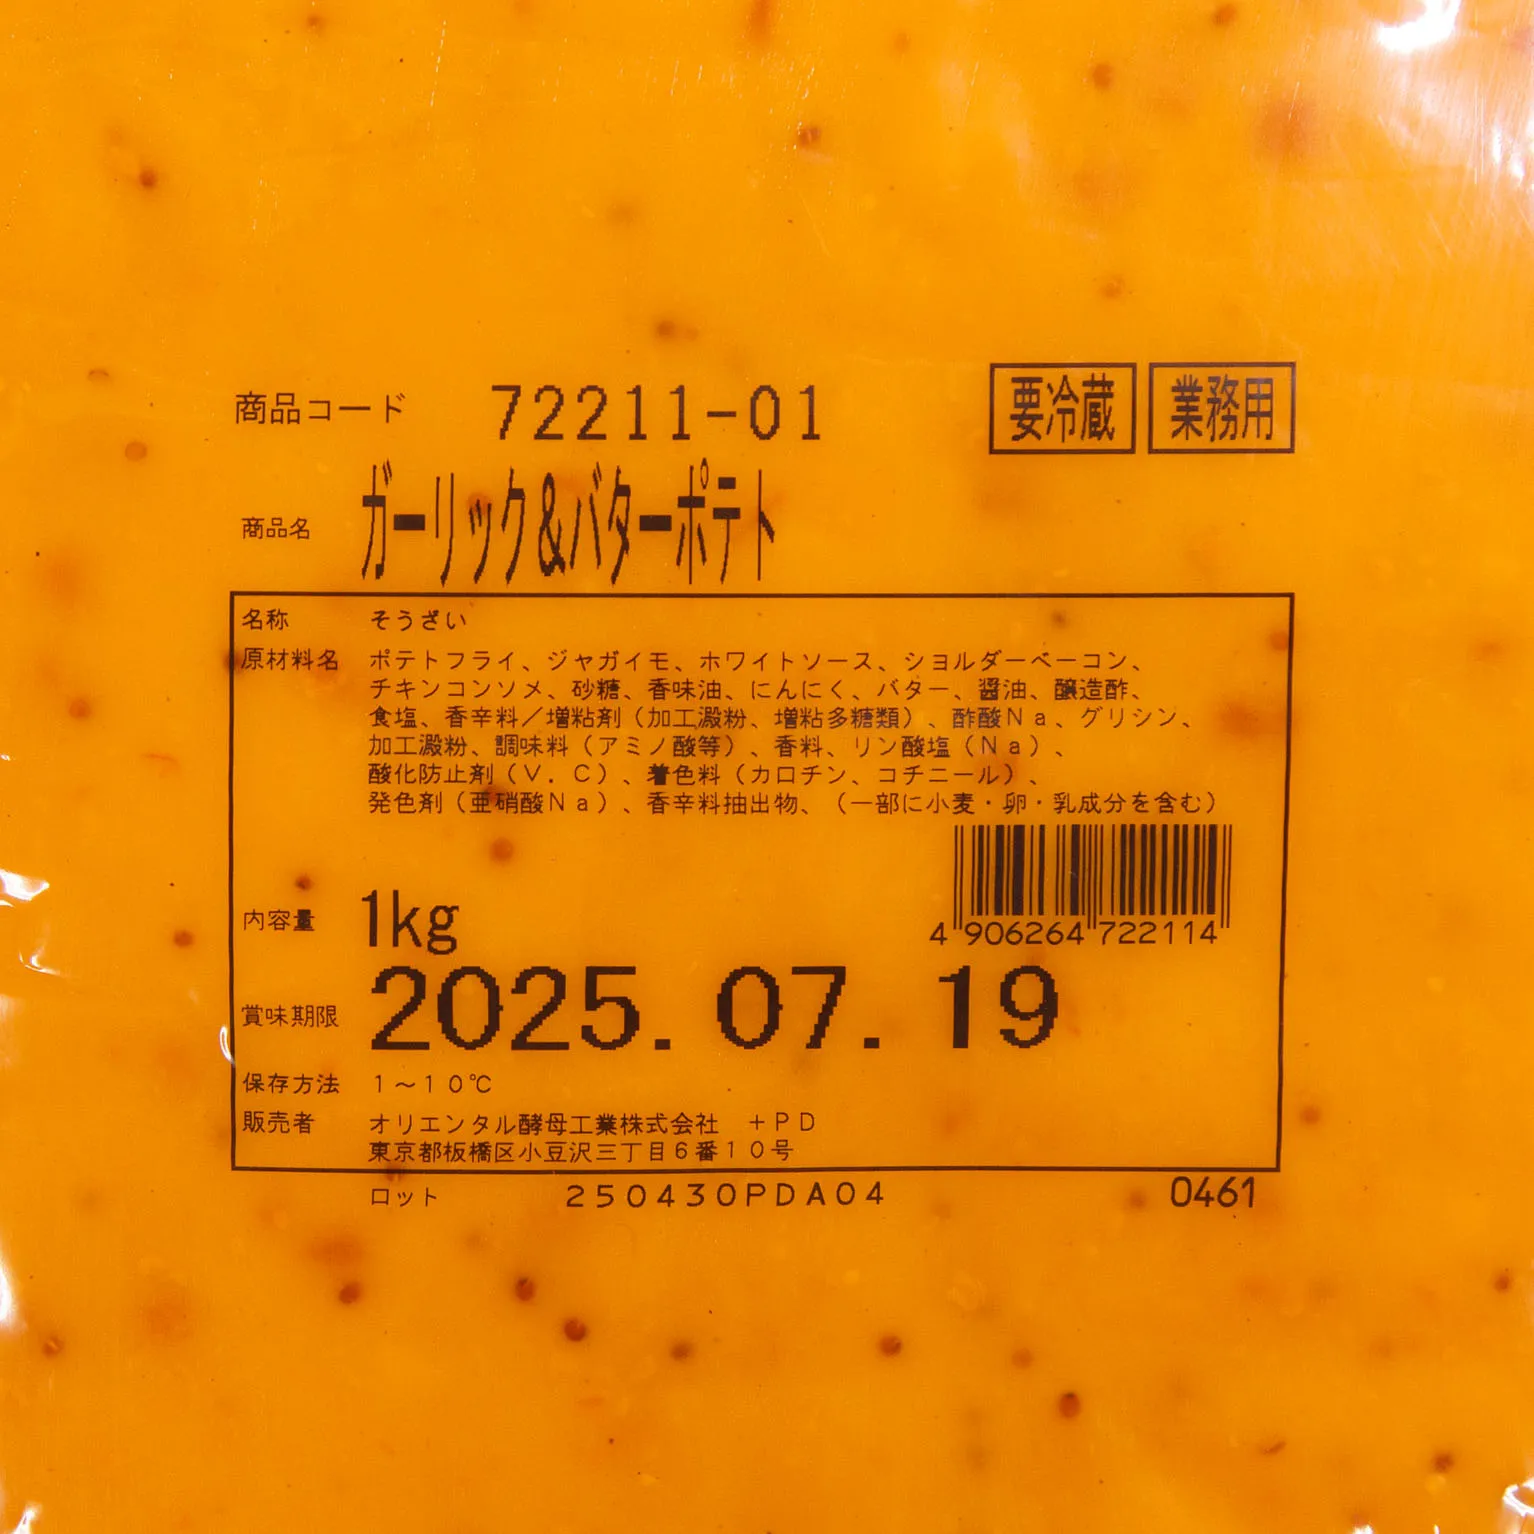 商品コード 72211-01 要冷蔵 業務用
商品名 ガーリック&バターポテト
名称 そうざい
原材料名 ポテトフライ、ジャガイモ、ホワイトソース、ショルダーベーコン、
チキンコンソメ、砂糖、香味油、にんにく、バター、醤油、醸造酢、
食塩、香辛料／増粘剤（加工澱粉、増粘多糖類）、酢酸Ｎａ、グリシン、
加工澱粉、調味料（アミノ酸等）、香料、リン酸塩（Ｎａ）、
酸化防止剤（Ｖ．Ｃ）、着色料（カロチン、コチニール）、
発色剤（亜硝酸Ｎａ）、香辛料抽出物、（一部に小麦・卵・乳成分を含む）
内容量 1kg
4 906264 722114
賞味期限 2025.07.19
保存方法 １～１０℃
販売者 オリエンタル酵母工業株式会社 ＋ＰＤ
東京都板橋区小豆沢三丁目６番１０号
ロット 250430PDA04 0461